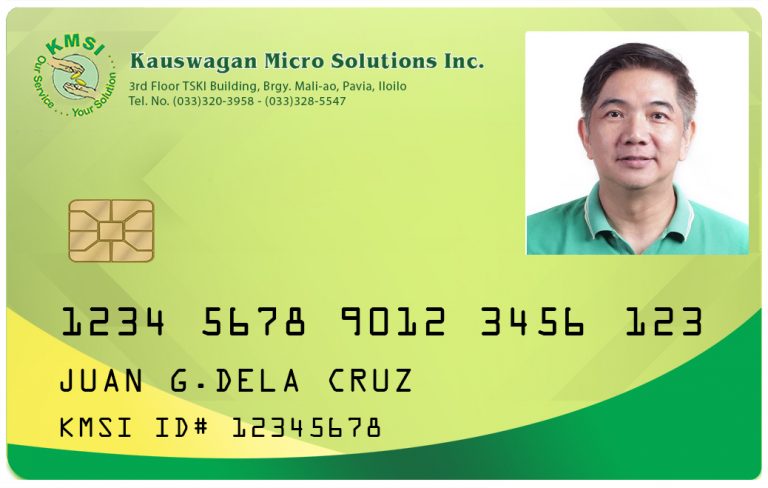 KMSI
Our Service . . . Your Solution
Kauswagan Micro Solutions Inc.
3rd Floor TSKI Building, Brgy. Mali-ao, Pavia, Iloilo
Tel. No. (033)320-3958 - (033)328-5547
1234 5678 9012 3456 123
JUAN G.DELA CRUZ
KMSI ID# 12345678